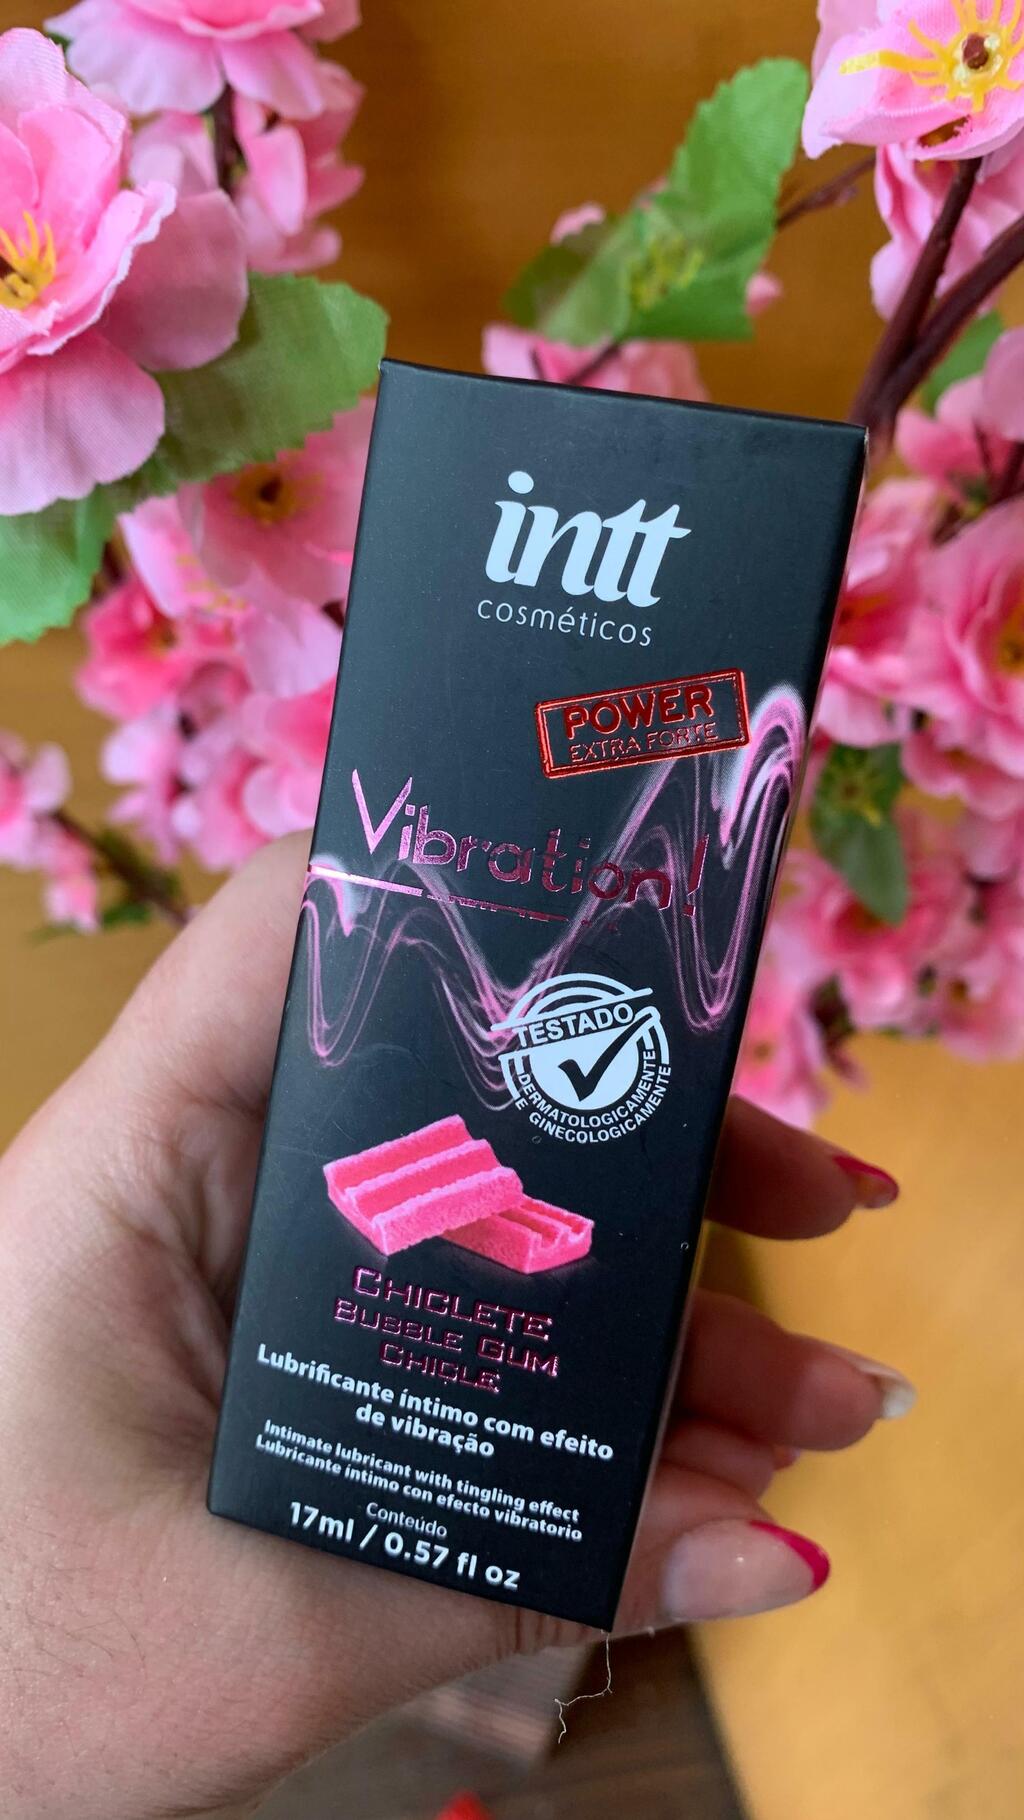 intt
cosméticos
POWER
EXTRA FORTE
Vibration!
TESTADO
DERMATOLOGICAMENTE
E GINECOLOGICAMENTE
CHICLETE
BUBBLE GUM
CHICLE
Lubrificante íntimo com efeito
de vibração
Intimate lubricant with tingling effect
Lubricante íntimo con efecto vibratorio
Conteúdo
17ml / 0.57 fl oz